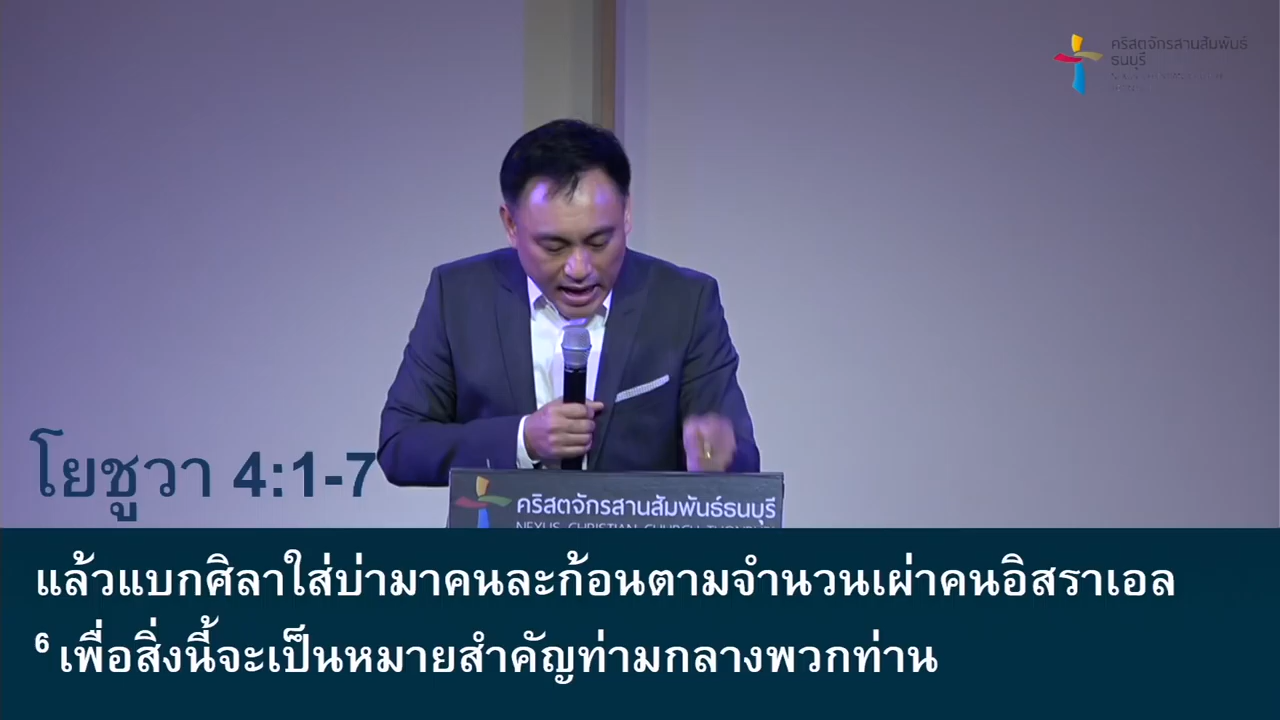 คริสตจักรสานสัมพันธ์
ธนบุรี
โยชูวา 4:1-7
คริสตจักรสานสัมพันธ์ธนบุรี
NEXUS CHRISTIAN CHURCH THONBURI
แล้วแบกศิลาใส่บ่ามาคนละก้อนตามจำนวนเผ่าคนอิสราเอล
6 เพื่อสิ่งนี้จะเป็นหมายสำคัญท่ามกลางพวกท่าน